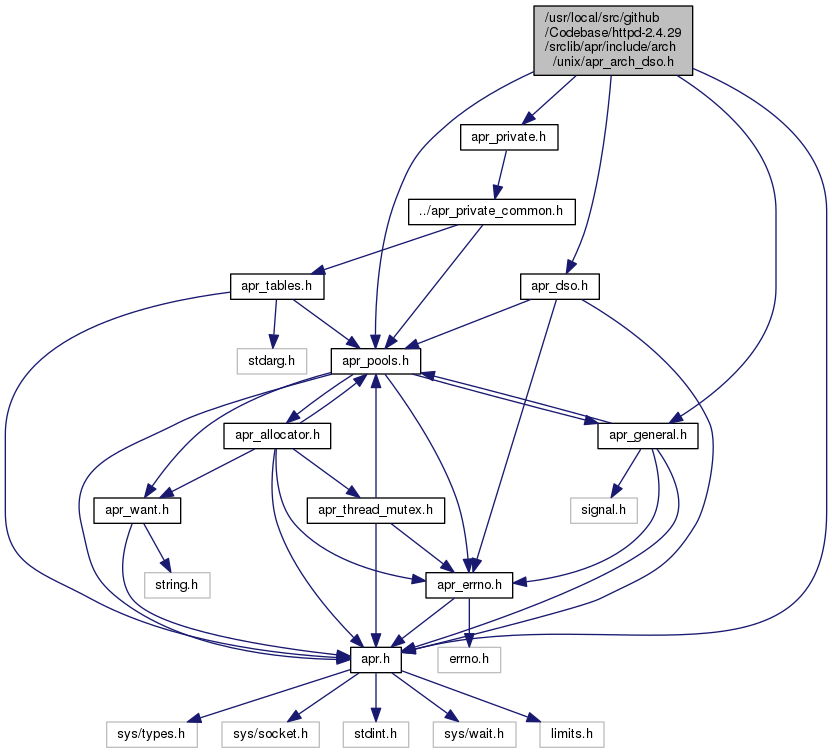 /usr/local/src/github
/Codebase/httpd-2.4.29
/srclib/apr/include/arch
/unix/apr_arch_dso.h
apr_private.h
../apr_private_common.h
apr_tables.h
apr_dso.h
stdarg.h
apr_pools.h
apr_allocator.h
apr_general.h
apr_want.h
apr_thread_mutex.h
signal.h
string.h
apr_errno.h
apr.h
errno.h
sys/types.h
sys/socket.h
stdint.h
sys/wait.h
limits.h